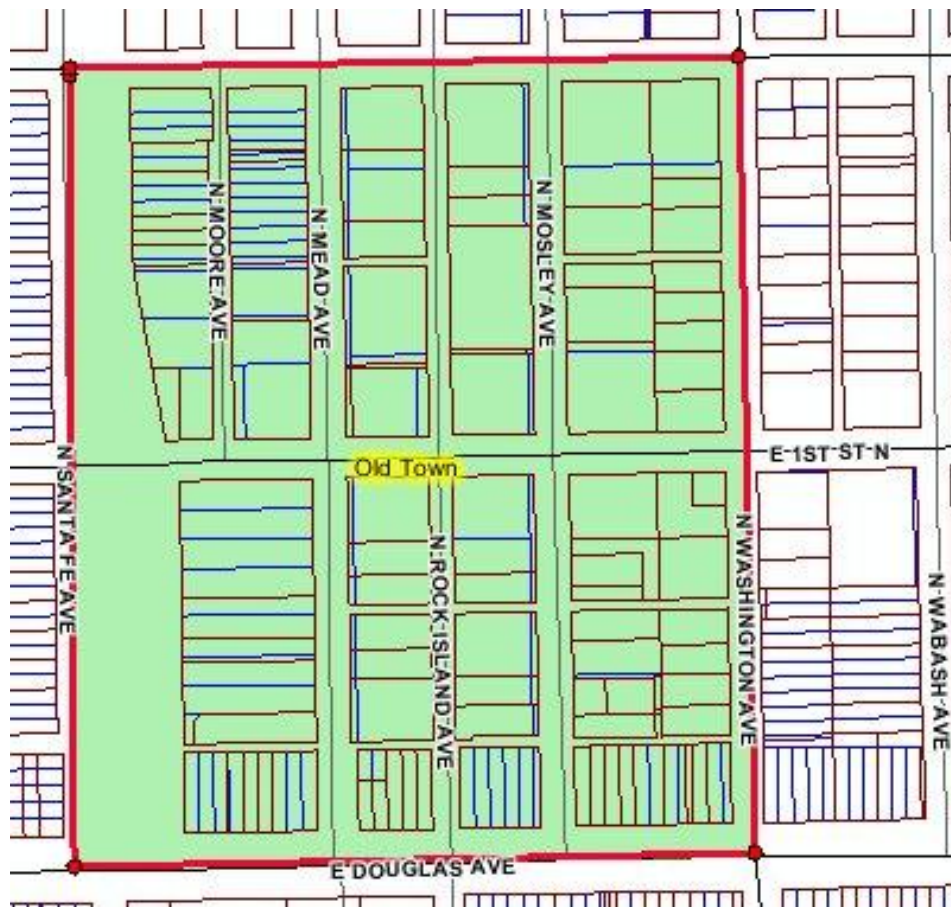 N MOORE AVE
N MEAD AVE
N MOSLEY AVE
E 1ST ST N
Old Town
N SANTA FE AVE
N ROCK ISLAND AVE
N WASHINGTON AVE
N WABASH AVE
E DOUGLAS AVE